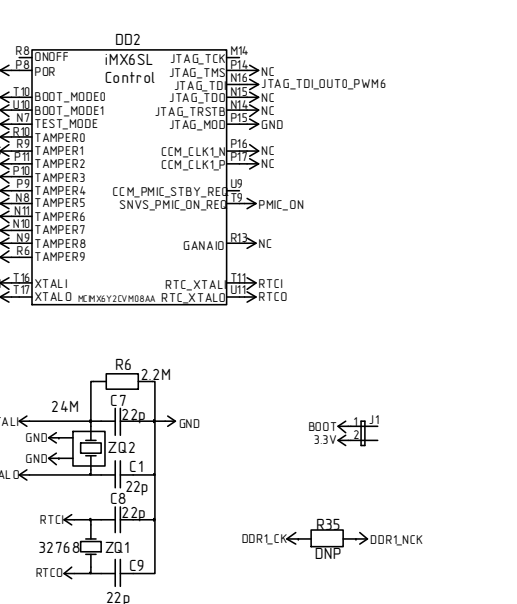 DD2
R8 ONOFF iMX6SL JTAG_TCK M14
P8 POR Control JTAG_TMS P14 NC
JTAG_TDI N16 JTAG_TDI_OUT0_PWM6
T10 BOOT_MODE0 JTAG_TDO N15 NC
U10 BOOT_MODE1 JTAG_TRSTB N14 NC
N7 TEST_MODE JTAG_MOD P15 GND
R10 TAMPER0
R9 TAMPER1 CCM_CLK1_N P16 NC
P11 TAMPER2 CCM_CLK1_P P17 NC
P10 TAMPER3
P9 TAMPER4 CCM_PMIC_STBY_REQ U9
N8 TAMPER5 SNVS_PMIC_ON_REQ T9 PMIC_ON
N11 TAMPER6
N10 TAMPER7
N9 TAMPER8 GANAIO R13 NC
R6 TAMPER9
T16 XTALI RTC_XTALI T11 RTCI
T17 XTALO MCIMX6Y2CVM08AA RTC_XTALO U11 RTCO
R6
2.2M
24M C7
22p
TALI GND
GND
ZQ2
GND
C1
ALO
22p
C8
RTCI 22p
32768 ZQ1
C9
RTCO
22p
BOOT 1 J1
3.3V 2
R35
DDR1_CK DDR1_NCK
DNP